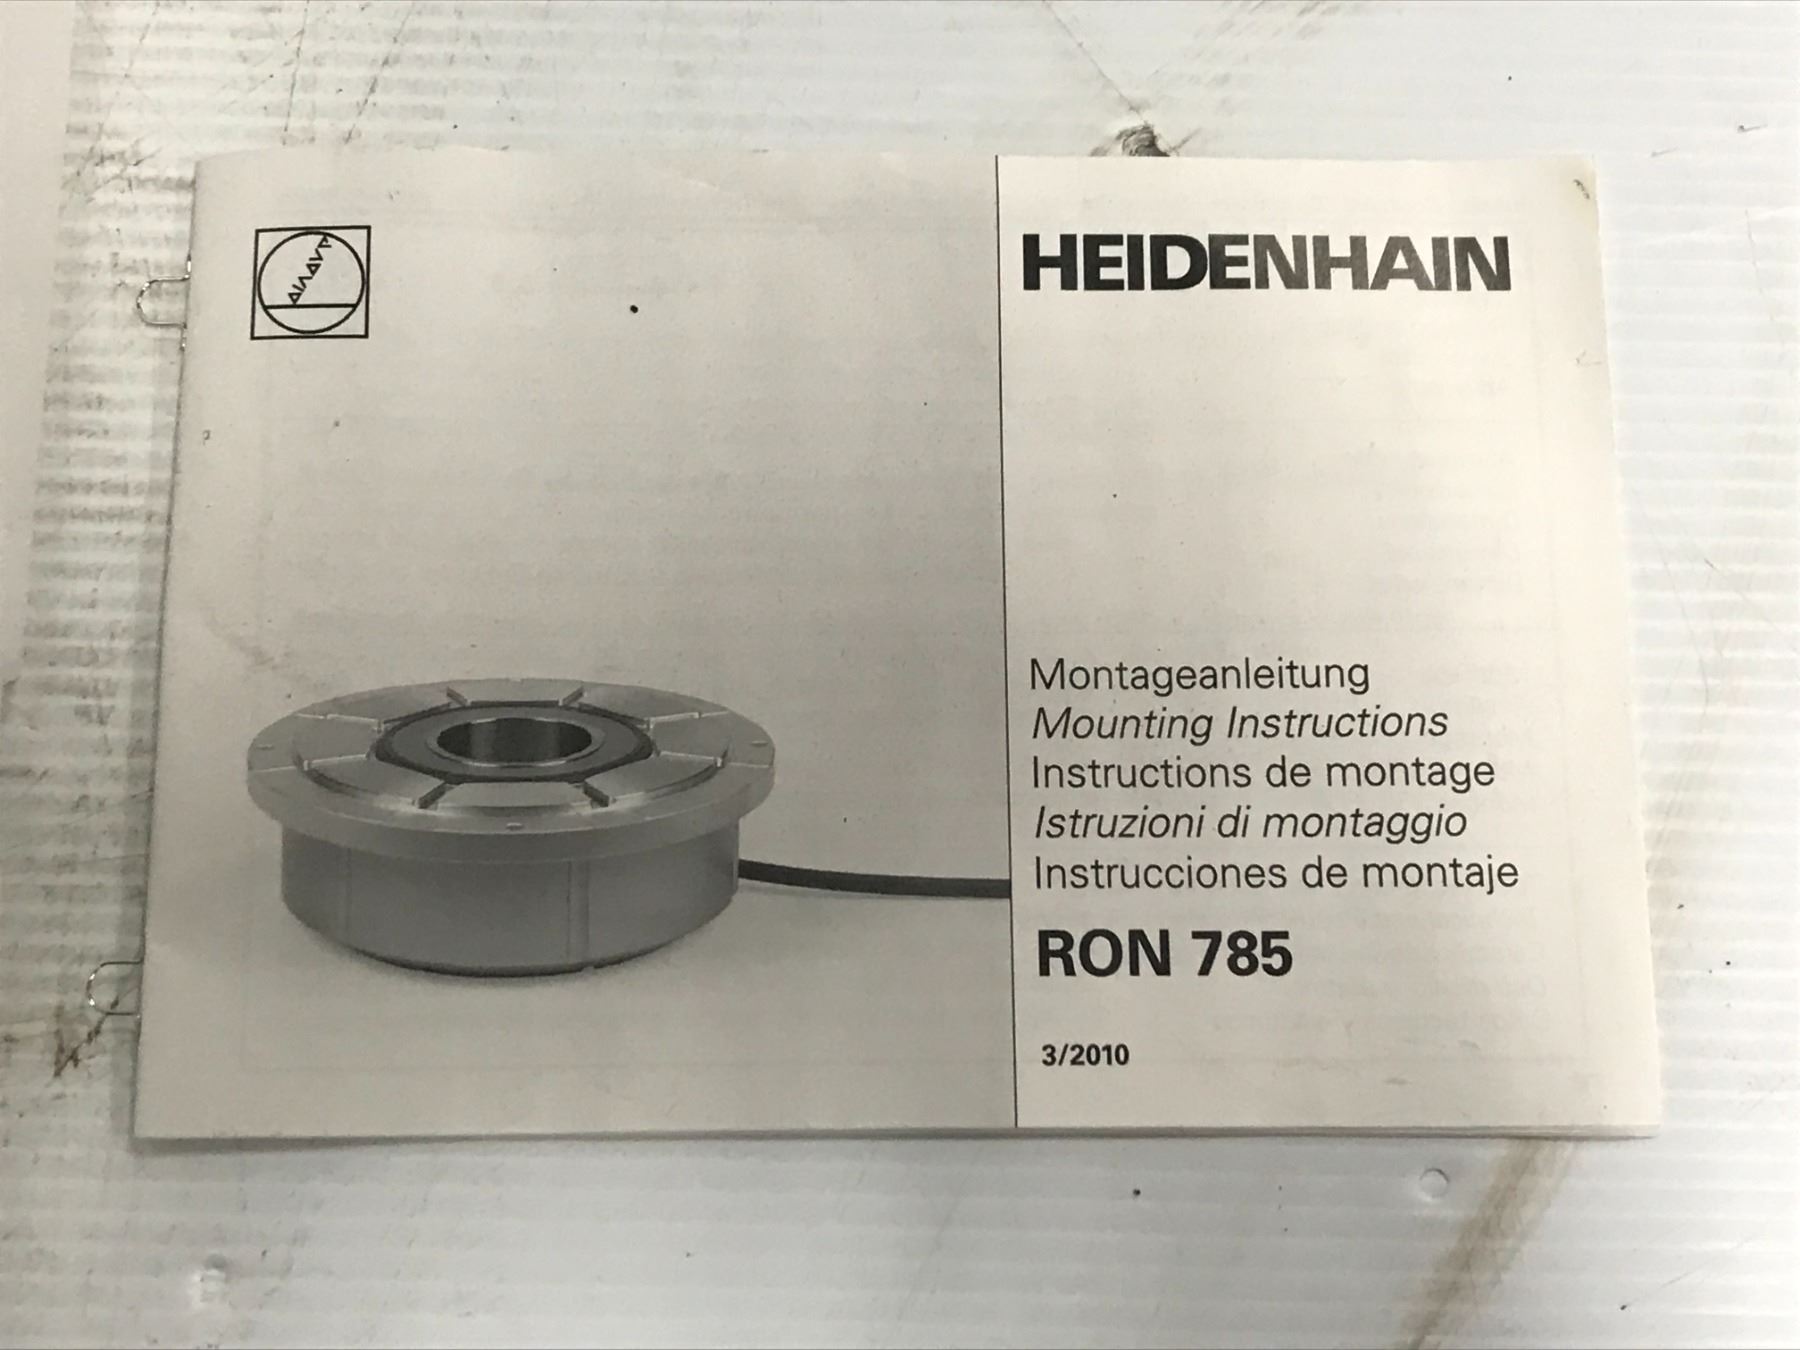 HEIDENHAIN
Montageanleitung
Mounting Instructions
Instructions de montage
Istruzioni di montaggio
Instrucciones de montaje
RON 785
3/2010